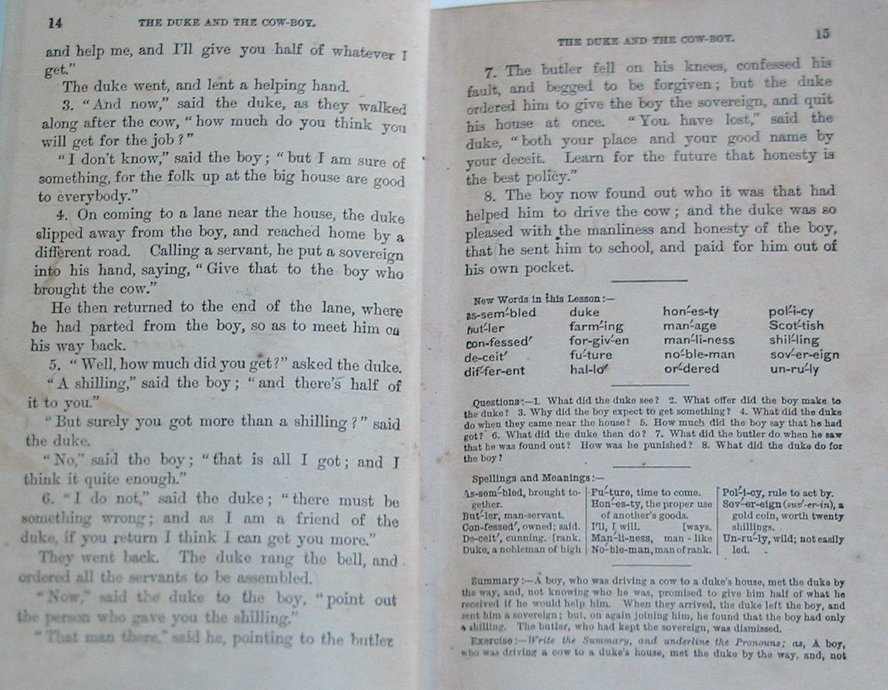 14 THE DUKE AND THE COW-BOY.
and help me, and I'll give you half of whatever I
get."
The duke went, and lent a helping hand.
3. "And now," said the duke, as they walked
along after the cow, "how much do you think you
will get for the job?"
"I don't know," said the boy; "but I am sure of
something, for the folk up at the big house are good
to everybody."
4. On coming to a lane near the house, the duke
slipped away from the boy, and reached home by a
different road. Calling a servant, he put a sovereign
into his hand, saying, "Give that to the boy who
brought the cow."
He then returned to the end of the lane, where
he had parted from the boy, so as to meet him on
his way back.
5. "Well, how much did you get?" asked the duke.
"A shilling," said the boy; "and there's half of
it to you."
"But surely you got more than a shilling?" said
the duke.
"No," said the boy; "that is all I got; and I
think it quite enough."
6. "I do not," said the duke; "there must be
something wrong; and as I am a friend of the
duke, if you return I think I can get you more."
They went back. The duke rang the bell, and
ordered all the servants to be assembled.
"Now," said the duke to the boy, "point out
the person who gave you the shilling."
"That man there," said he, pointing to the butler
THE DUKE AND THE COW-BOY. 15
7. The butler fell on his knees, confessed his
fault, and begged to be forgiven; but the duke
ordered him to give the boy the sovereign, and quit
his house at once. "You have lost," said the
duke, "both your place and your good name by
your deceit. Learn for the future that honesty is
the best policy."
8. The boy now found out who it was that had
helped him to drive the cow; and the duke was so
pleased with the manliness and honesty of the boy,
that he sent him to school, and paid for him out of
his own pocket.
New Words in this Lesson:—
as-sem′-bled duke hon′-es-ty pol′-i-cy
but′-ler farm′-ing man′-age Scot′-tish
con-fessed′ for-giv′-en man′-li-ness shil′-ling
de-ceit′ fu′-ture no′-ble-man sov′-er-eign
dif′-fer-ent hal-lo′ or′-dered un-ru′-ly
Questions:—1. What did the duke see? 2. What offer did the boy make to
the duke? 3. Why did the boy expect to get something? 4. What did the duke
do when they came near the house? 5. How much did the boy say that he had
got? 6. What did the duke then do? 7. What did the butler do when he saw
that he was found out? How was he punished? 8. What did the duke do for
the boy?
Spellings and Meanings:—
As-sem′-bled, brought to-
gether.
But′-ler, man-servant.
Con-fessed′, owned; said.
De-ceit′, cunning. [rank.
Duke, a nobleman of high
Fu′-ture, time to come.
Hon′-es-ty, the proper use
of another's goods.
I'll, I will. [ways.
Man′-li-ness, man-like
No′-ble-man, man of rank.
Pol′-i-cy, rule to act by.
Sov′-er-eign (suv′-er-in), a
gold coin, worth twenty
shillings.
Un-ru′-ly, wild; not easily
led.
Summary:—A boy, who was driving a cow to a duke's house, met the duke by
the way, and, not knowing who he was, promised to give him half of what he
received if he would help him. When they arrived, the duke left the boy, and
sent him a sovereign; but, on again joining him, he found that the boy had only
a shilling. The butler, who had kept the sovereign, was dismissed.
Exercise:—Write the Summary, and underline the Pronouns; as, A boy,
who was driving a cow to a duke's house, met the duke by the way, and, not